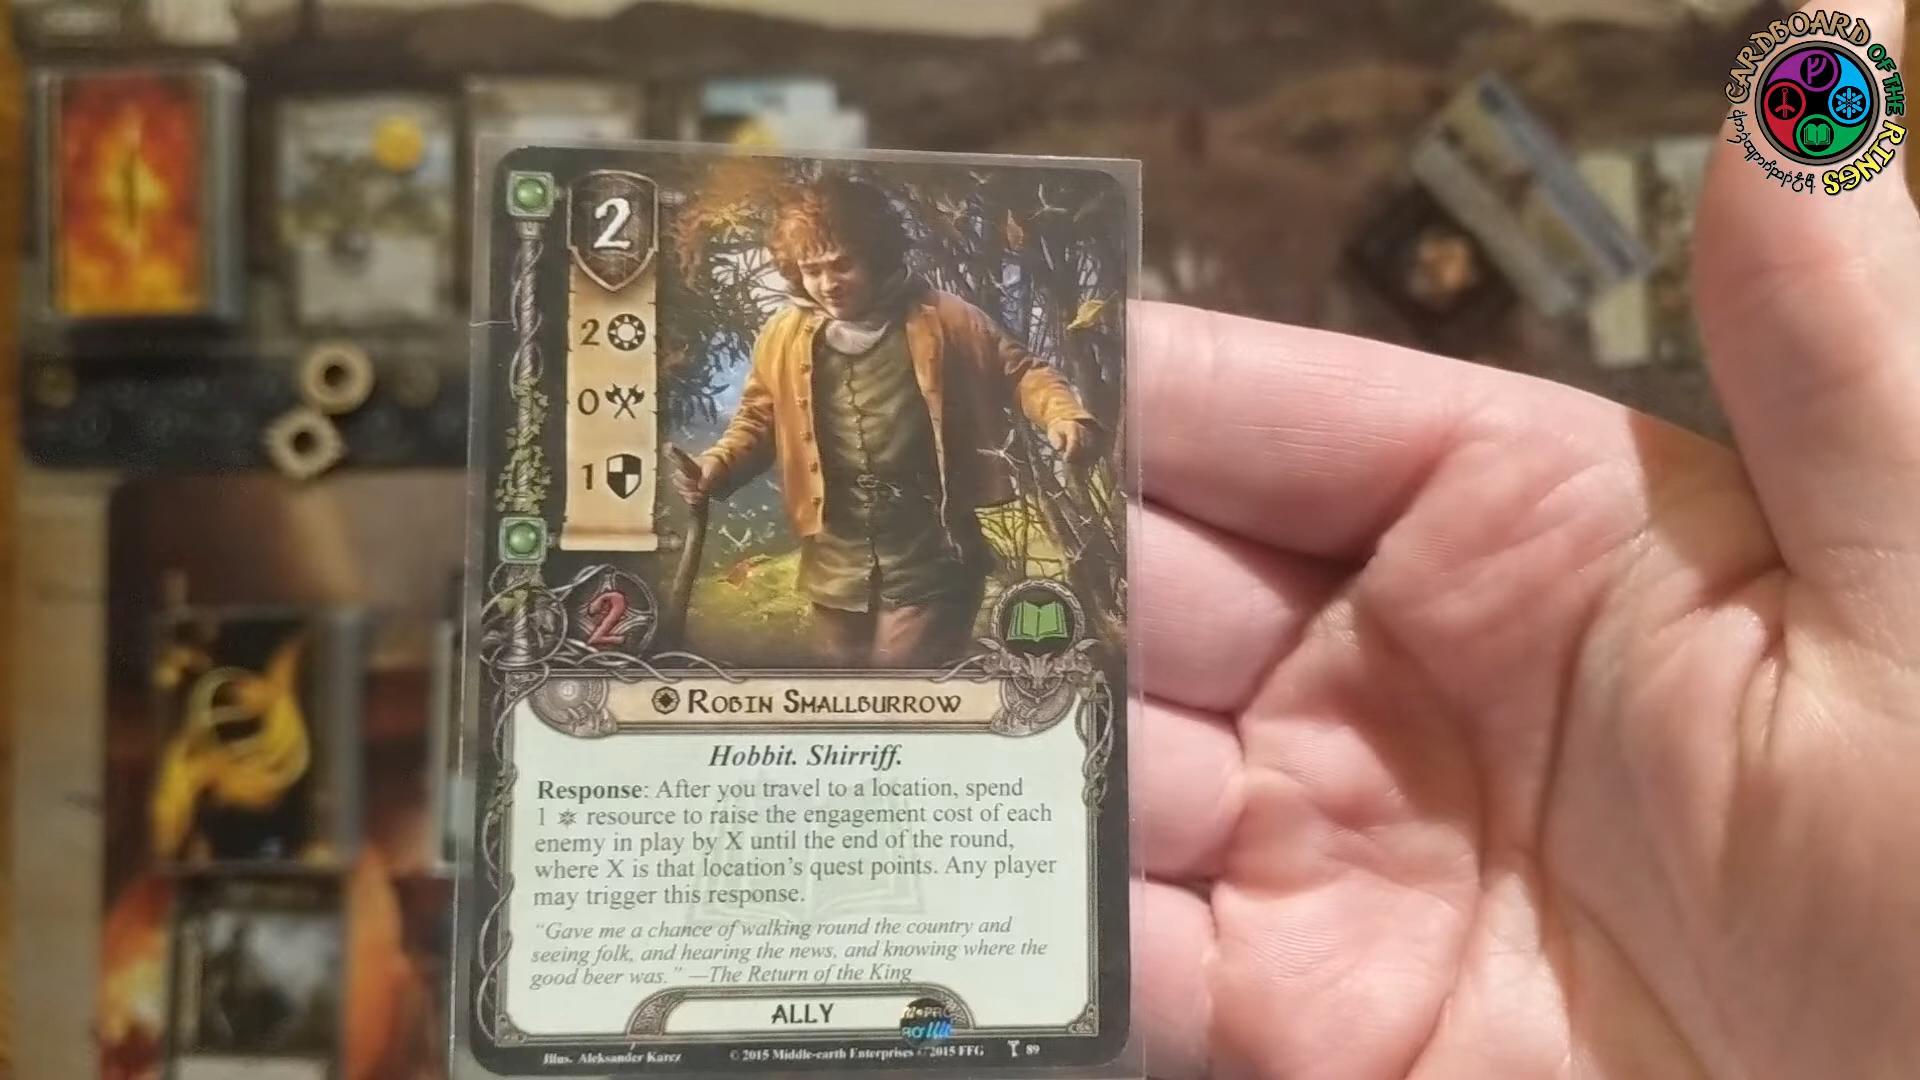 CARDBOARD OF THE RINGS
2
2
0
1
2
ROBIN SMALLBURROW
Hobbit. Shirriff.
Response: After you travel to a location, spend
1 resource to raise the engagement cost of each
enemy in play by X until the end of the round,
where X is that location's quest points. Any player
may trigger this response.
"Gave me a chance of walking round the country and
seeing folk, and hearing the news, and knowing where the
good beer was." —The Return of the King
ALLY
Illus. Aleksander Karcz
© 2015 Middle-earth Enterprises © 2015 FFG
89